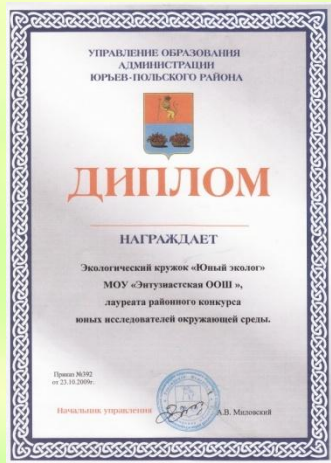 УПРАВЛЕНИЕ ОБРАЗОВАНИЯ
АДМИНИСТРАЦИИ
ЮРЬЕВ-ПОЛЬСКОГО РАЙОНА
ДИПЛОМ
НАГРАЖДАЕТ
Экологический кружок «Юный эколог»
МОУ «Энтузиастская ООШ »,
лауреата районного конкурса
юных исследователей окружающей среды.
Приказ №392
от 23.10.2009г.
Начальник управления
А.В. Миловский